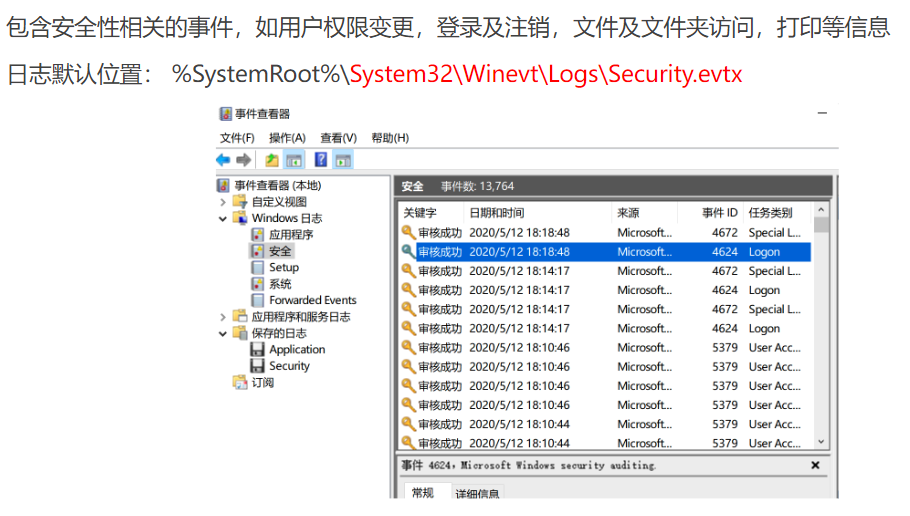 包含安全性相关的事件，如用户权限变更，登录及注销，文件及文件夹访问，打印等信息
日志默认位置： %SystemRoot%\System32\Winevt\Logs\Security.evtx
事件查看器
文件(F) 操作(A) 查看(V) 帮助(H)
事件查看器 (本地)
自定义视图
Windows 日志
应用程序
安全
Setup
系统
Forwarded Events
应用程序和服务日志
保存的日志
Application
Security
订阅
安全 事件数: 13,764
关键字 日期和时间 来源 事件 ID 任务类别
审核成功 2020/5/12 18:18:48 Microsoft... 4672 Special L...
审核成功 2020/5/12 18:18:48 Microsoft... 4624 Logon
审核成功 2020/5/12 18:14:17 Microsoft... 4672 Special L...
审核成功 2020/5/12 18:14:17 Microsoft... 4624 Logon
审核成功 2020/5/12 18:14:17 Microsoft... 4672 Special L...
审核成功 2020/5/12 18:14:17 Microsoft... 4624 Logon
审核成功 2020/5/12 18:10:46 Microsoft... 5379 User Acc...
审核成功 2020/5/12 18:10:46 Microsoft... 5379 User Acc...
审核成功 2020/5/12 18:10:46 Microsoft... 5379 User Acc...
审核成功 2020/5/12 18:10:46 Microsoft... 5379 User Acc...
审核成功 2020/5/12 18:10:44 Microsoft... 5379 User Acc...
审核成功 2020/5/12 18:10:44 Microsoft... 5379 User Acc...
事件 4624，Microsoft Windows security auditing.
常规 详细信息